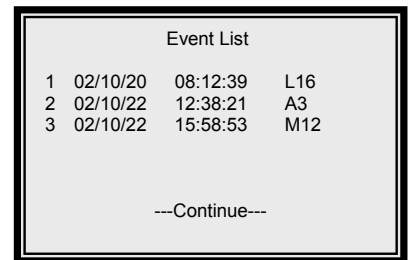 Event List
1 02/10/20 08:12:39 L16
2 02/10/22 12:38:21 A3
3 02/10/22 15:58:53 M12
---Continue---